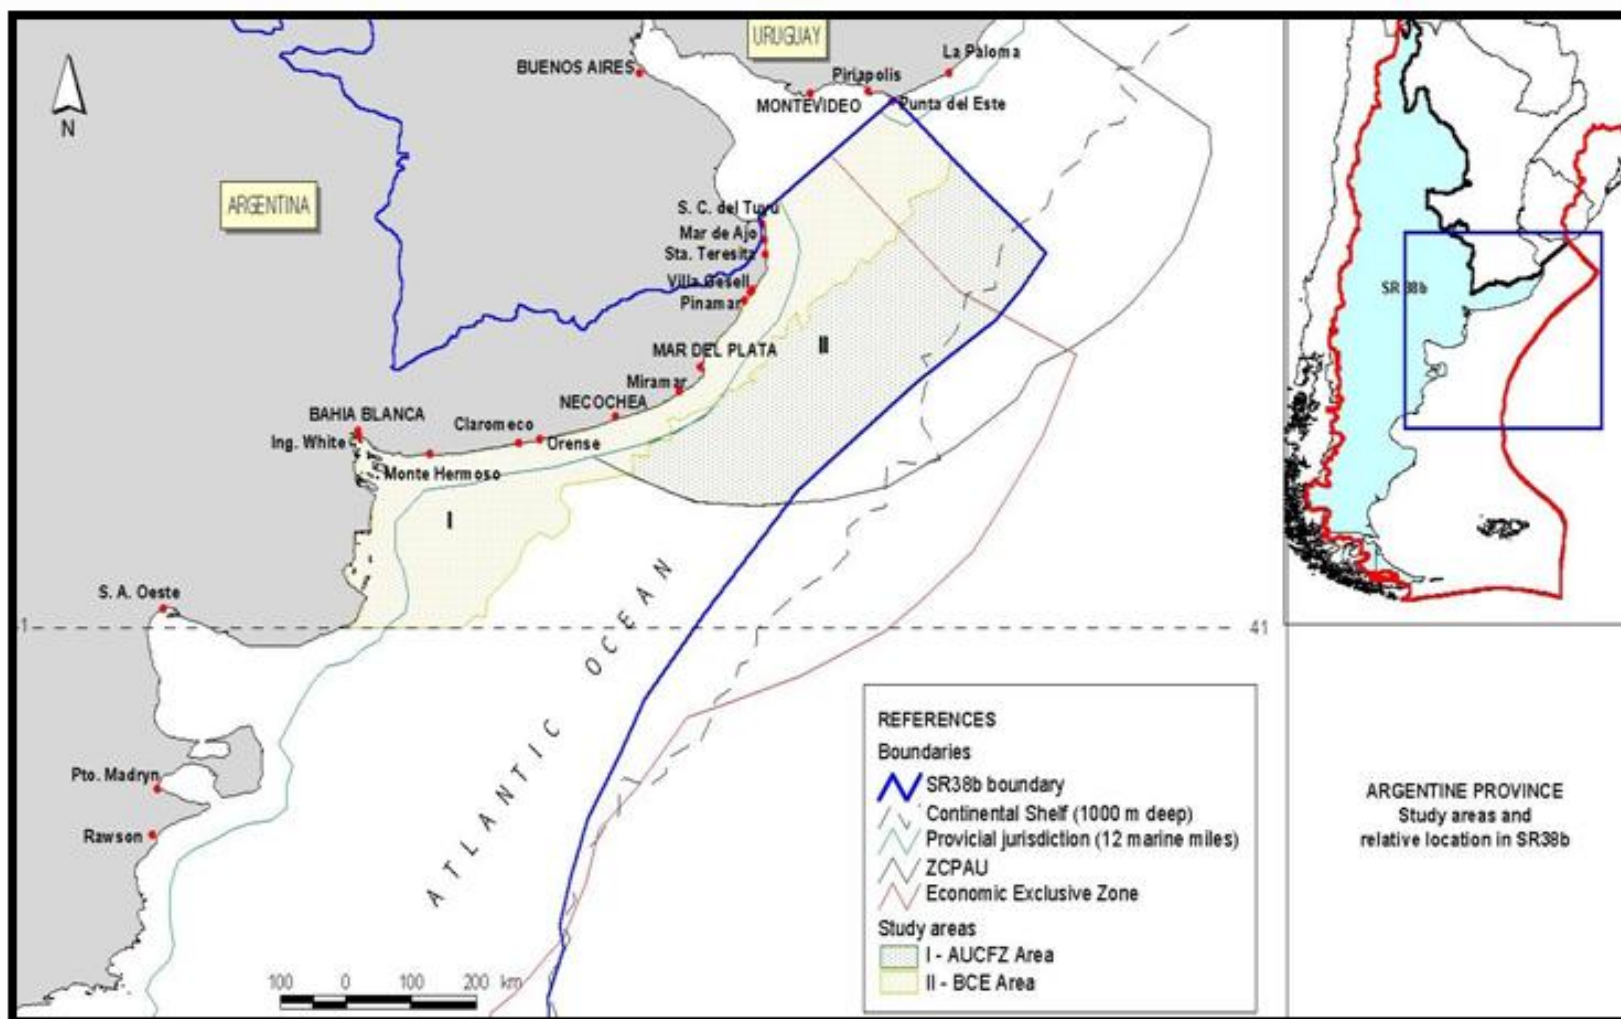 URUGUAY
La Paloma
BUENOS AIRES
Piriapolis
MONTEVIDEO
Punta del Este
N
ARGENTINA
S. C. del Tuyu
Mar de Ajo
Sta. Teresita
Villa Gesell
Pinamar
II
MAR DEL PLATA
Miramar
NECOCHEA
BAHIA BLANCA
Claromeco
Ing. White
Orense
Monte Hermoso
I
S. A. Oeste
41
ATLANTIC OCEAN
Pto. Madryn
Rawson
100 0 100 200 km
REFERENCES
Boundaries
SR38b boundary
Continental Shelf (1000 m deep)
Provicial jurisdiction (12 marine miles)
ZCPAU
Economic Exclusive Zone
Study areas
I - AUCFZ Area
II - BCE Area
SR 38b
ARGENTINE PROVINCE
Study areas and
relative location in SR38b